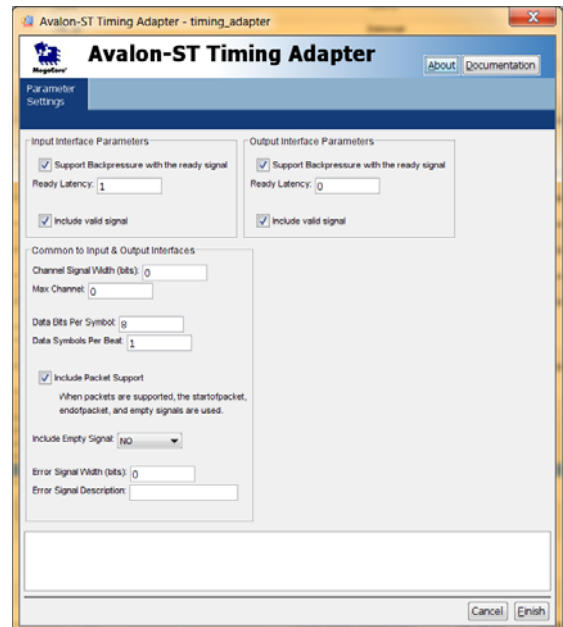 Avalon-ST Timing Adapter - timing_adapter
MegaCore'
Avalon-ST Timing Adapter
About Documentation
Parameter
Settings
Input Interface Parameters
Support Backpressure with the ready signal
Ready Latency: 1
Include valid signal
Output Interface Parameters
Support Backpressure with the ready signal
Ready Latency: 0
Include valid signal
Common to Input & Output Interfaces
Channel Signal Width (bits): 0
Max Channel: 0
Data Bits Per Symbol: 8
Data Symbols Per Beat: 1
Include Packet Support
When packets are supported, the startofpacket,
endofpacket, and empty signals are used.
Include Empty Signal: NO
Error Signal Width (bits): 0
Error Signal Description:
Cancel Finish